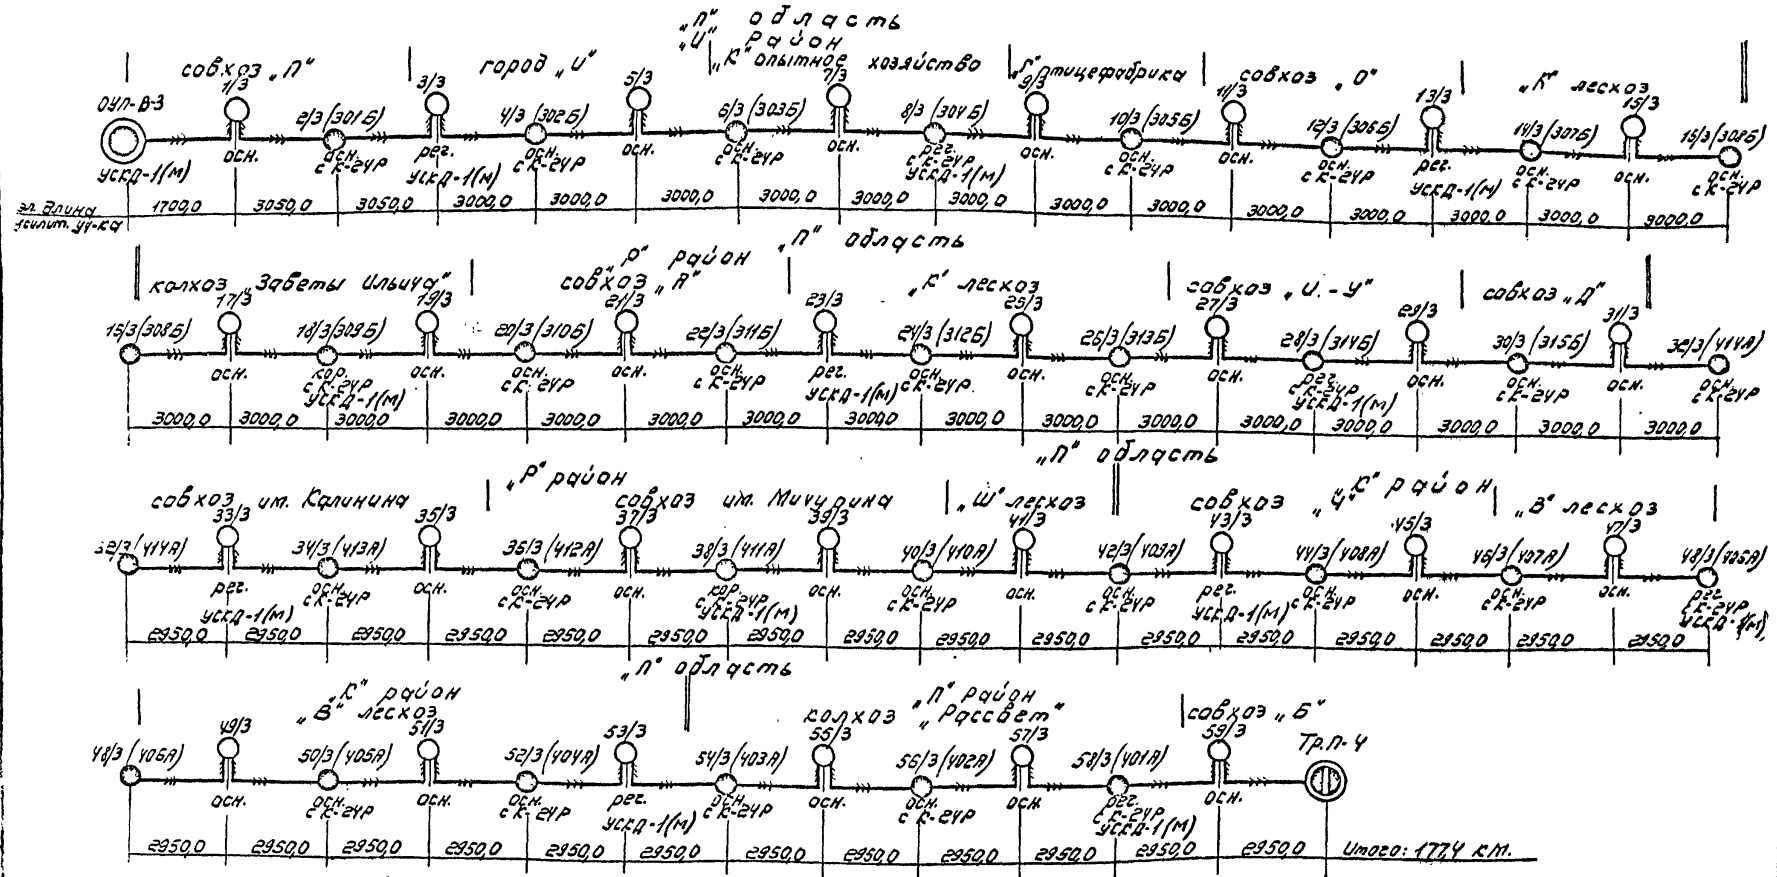 „П“ область
„И“ район
совхоз „П“ город „И“ „К“ опытное хозяйство „Г“ птицефабрика совхоз „О“ „К“ лесхоз
1/3 3/3 5/3 7/3 9/3 11/3 13/3 15/3
ОУП-В-3 2/3 (301Б) 4/3 (302Б) 6/3 (303Б) 8/3 (304Б) 10/3 (305Б) 12/3 (306Б) 14/3 (307Б) 16/3 (308Б)
УСКД-1(м) осн. осн. с К-24Р рег. УСКД-1(м) осн. с К-24Р осн. осн. с К-24Р осн. рег. с К-24Р УСКД-1(м) осн. осн. с К-24Р осн. осн. с К-24Р рег. УСКД-1(м) осн. с К-24Р осн. осн. с К-24Р
эл. длина
усилит. уч-ка
1700,0 3050,0 3050,0 3000,0 3000,0 3000,0 3000,0 3000,0 3000,0 3000,0 3000,0 3000,0 3000,0 3000,0 3000,0 3000,0
„П“ область
„Р“ район
колхоз „Заветы Ильича“ совхоз „А“ „К“ лесхоз совхоз „И.-У“ совхоз „Д“
17/3 19/3 21/3 23/3 25/3 27/3 29/3 31/3
16/3 (308Б) 18/3 (309Б) 20/3 (310Б) 22/3 (311Б) 24/3 (312Б) 26/3 (313Б) 28/3 (314Б) 30/3 (315Б) 32/3 (414А)
осн. кор. с К-24Р УСКД-1(м) осн. осн. с К-24Р осн. осн. с К-24Р рег. УСКД-1(м) осн. с К-24Р осн. осн. с К-24Р осн. рег. с К-24Р УСКД-1(м) осн. осн. с К-24Р осн. осн. с К-24Р
3000,0 3000,0 3000,0 3000,0 3000,0 3000,0 3000,0 3000,0 3000,0 3000,0 3000,0 3000,0 3000,0 3000,0 3000,0 3000,0
„П“ область
„Р“ район „К“ район
совхоз им. Калинина совхоз им. Мичурина „Ш“ лесхоз совхоз „Ч“ „В“ лесхоз
33/3 35/3 37/3 39/3 41/3 43/3 45/3 47/3
32/3 (414А) 34/3 (413А) 36/3 (412А) 38/3 (411А) 40/3 (410А) 42/3 (409А) 44/3 (408А) 46/3 (407А) 48/3 (406А)
рег. УСКД-1(м) осн. с К-24Р осн. осн. с К-24Р осн. кор. с К-24Р УСКД-1(м) осн. осн. с К-24Р осн. осн. с К-24Р рег. УСКД-1(м) осн. с К-24Р осн. осн. с К-24Р осн. рег. с К-24Р УСКД-1(м)
2950,0 2950,0 2950,0 2950,0 2950,0 2950,0 2950,0 2950,0 2950,0 2950,0 2950,0 2950,0 2950,0 2950,0 2950,0 2950,0
„П“ область
„К“ район „П“ район
„В“ лесхоз колхоз „Рассвет“ совхоз „Б“
49/3 51/3 53/3 55/3 57/3 59/3
48/3 (406А) 50/3 (405А) 52/3 (404А) 54/3 (403А) 56/3 (402А) 58/3 (401А) Тр.П-4
осн. осн. с К-24Р осн. осн. с К-24Р рег. УСКД-1(м) осн. с К-24Р осн. осн. с К-24Р осн. рег. с К-24Р УСКД-1(м) осн.
2950,0 2950,0 2950,0 2950,0 2950,0 2950,0 2950,0 2950,0 2950,0 2950,0 2950,0 2950,0 Итого: 177,4 км.